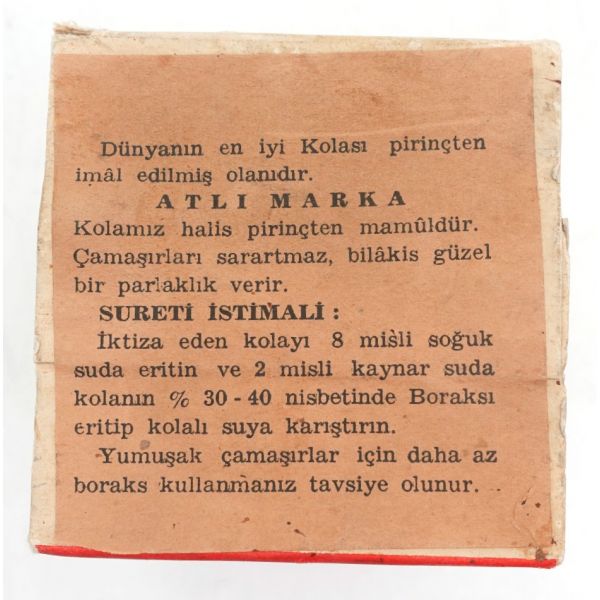 Dünyanın en iyi Kolası pirinçten
imâl edilmiş olanıdır.
ATLI MARKA
Kolamız halis pirinçten mamûldür.
Çamaşırları sarartmaz, bilâkis güzel
bir parlaklık verir.
SURETİ İSTİMALİ :
İktiza eden kolayı 8 misli soğuk
suda eritin ve 2 misli kaynar suda
kolanın % 30 - 40 nisbetinde Boraksı
eritip kolalı suya karıştırın.
Yumuşak çamaşırlar için daha az
boraks kullanmanız tavsiye olunur.